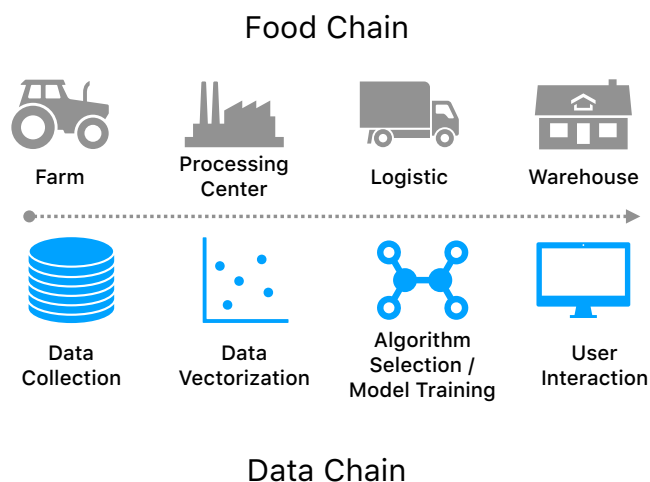 Food Chain
Farm
Processing
Center
Logistic
Warehouse
Data
Collection
Data
Vectorization
Algorithm
Selection /
Model Training
User
Interaction
Data Chain